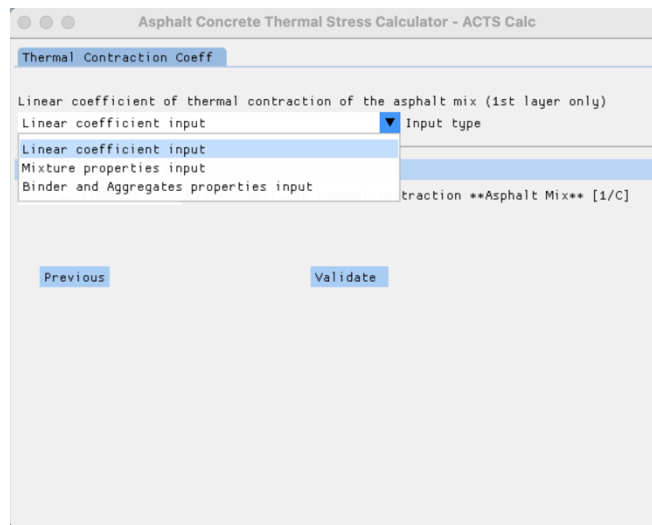 Asphalt Concrete Thermal Stress Calculator - ACTS Calc
Thermal Contraction Coeff
Linear coefficient of thermal contraction of the asphalt mix (1st layer only)
Linear coefficient input
Input type
Linear coefficient input
Mixture properties input
Binder and Aggregates properties input
traction **Asphalt Mix** [1/C]
Previous
Validate